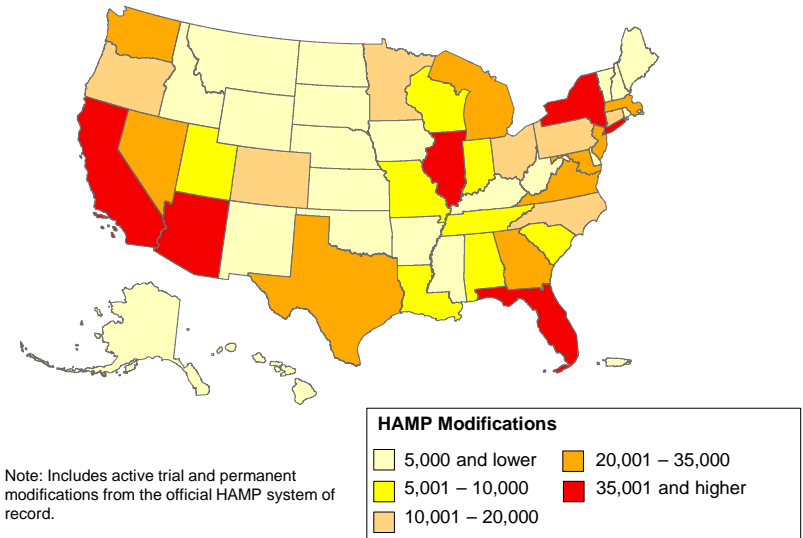 HAMP Modifications
5,000 and lower
5,001 – 10,000
10,001 – 20,000
20,001 – 35,000
35,001 and higher
Note: Includes active trial and permanent
modifications from the official HAMP system of
record.